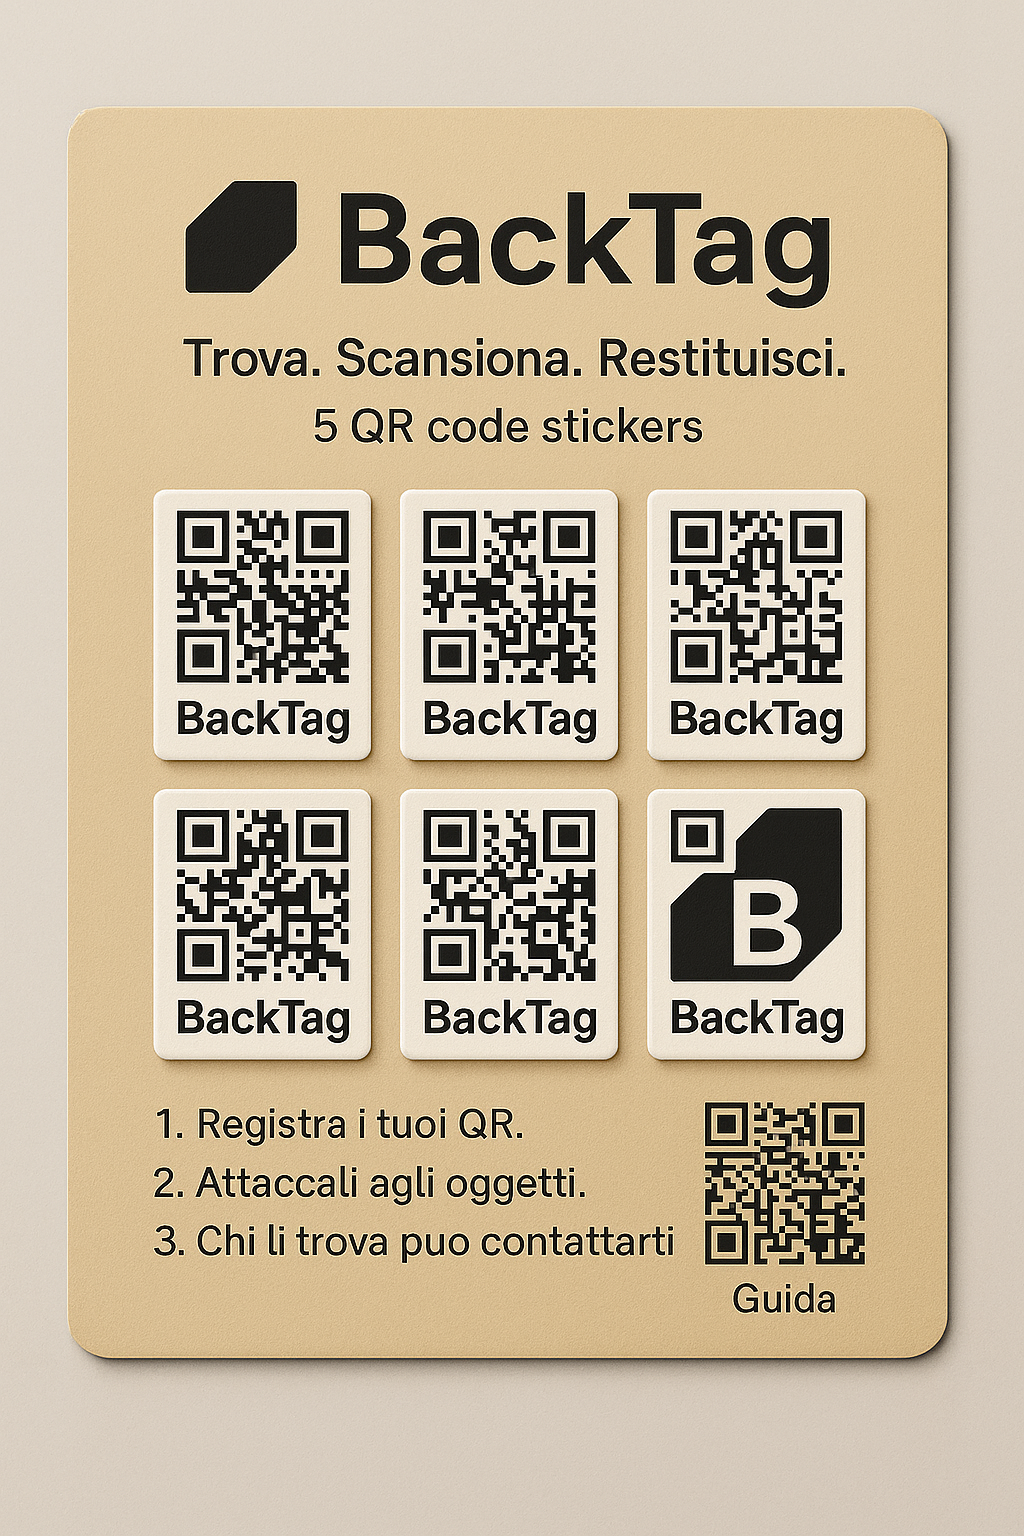 BackTag
Trova. Scansiona. Restituisci.
5 QR code stickers
BackTag
BackTag
BackTag
BackTag
BackTag
B
BackTag
1. Registra i tuoi QR.
2. Attaccali agli oggetti.
3. Chi li trova puo contattarti
Guida